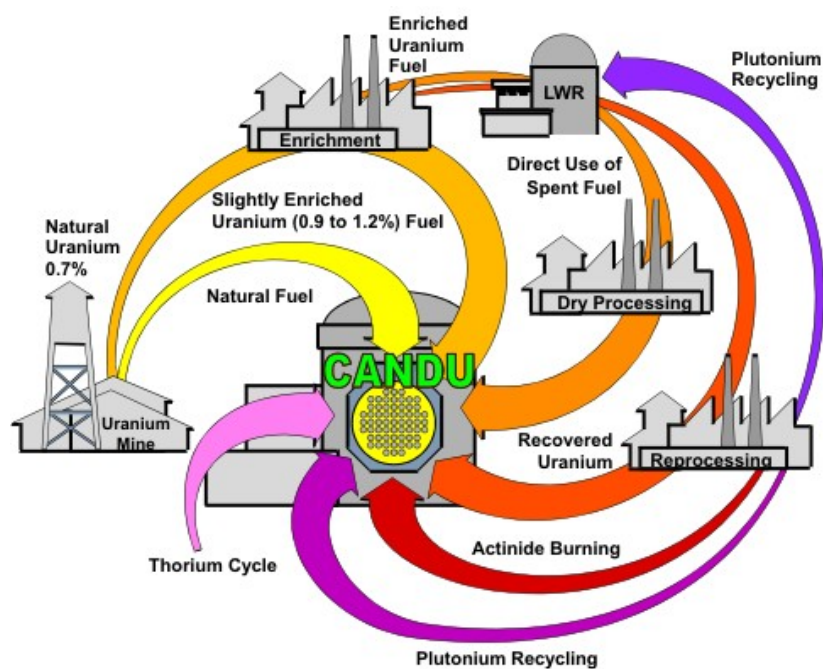 Enriched
Uranium
Fuel
LWR
Plutonium
Recycling
Enrichment
Direct Use of
Spent Fuel
Slightly Enriched
Uranium (0.9 to 1.2%) Fuel
Natural
Uranium
0.7%
Natural Fuel
Dry Processing
CANDU
Uranium
Mine
Recovered
Uranium
Reprocessing
Actinide Burning
Thorium Cycle
Plutonium Recycling